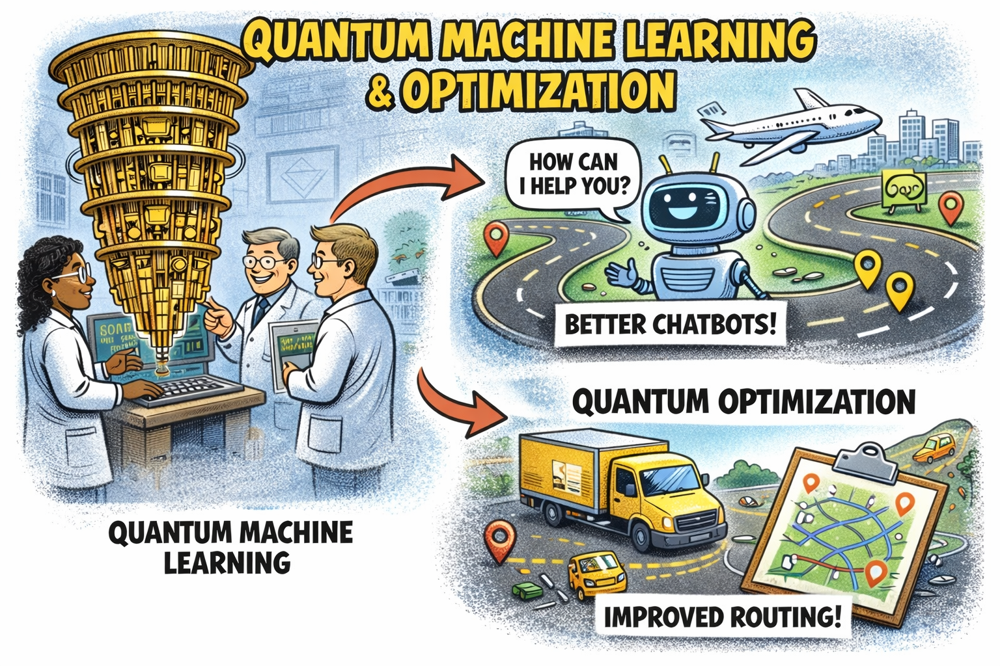 QUANTUM MACHINE LEARNING
& OPTIMIZATION
HOW CAN
I HELP YOU?
BETTER CHATBOTS!
QUANTUM OPTIMIZATION
QUANTUM MACHINE
LEARNING
IMPROVED ROUTING!